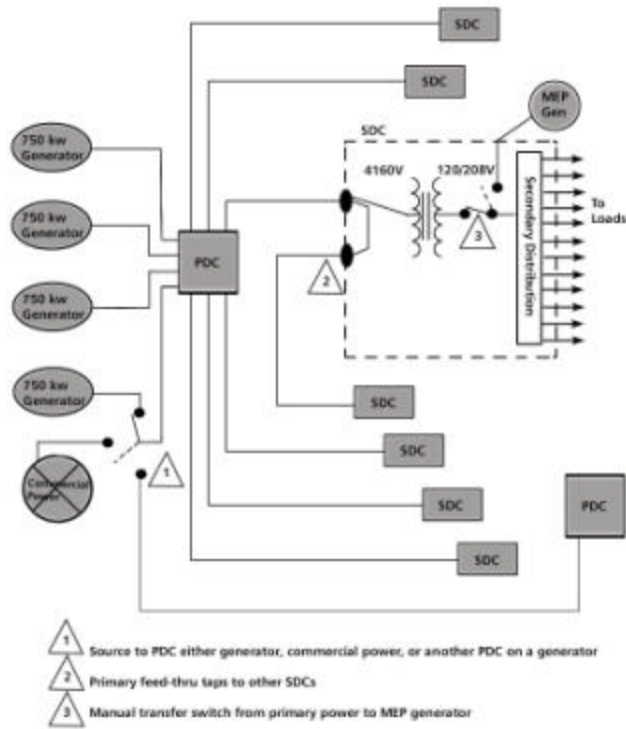 SDC
SDC
MEP
Gen
750 kw
Generator
SDC
4160V
120/208V
Secondary Distribution
To
Loads
750 kw
Generator
PDC
3
2
750 kw
Generator
750 kw
Generator
SDC
SDC
Commercial
Power
1
SDC
PDC
SDC
1 Source to PDC either generator, commercial power, or another PDC on a generator
2 Primary feed-thru taps to other SDCs
3 Manual transfer switch from primary power to MEP generator